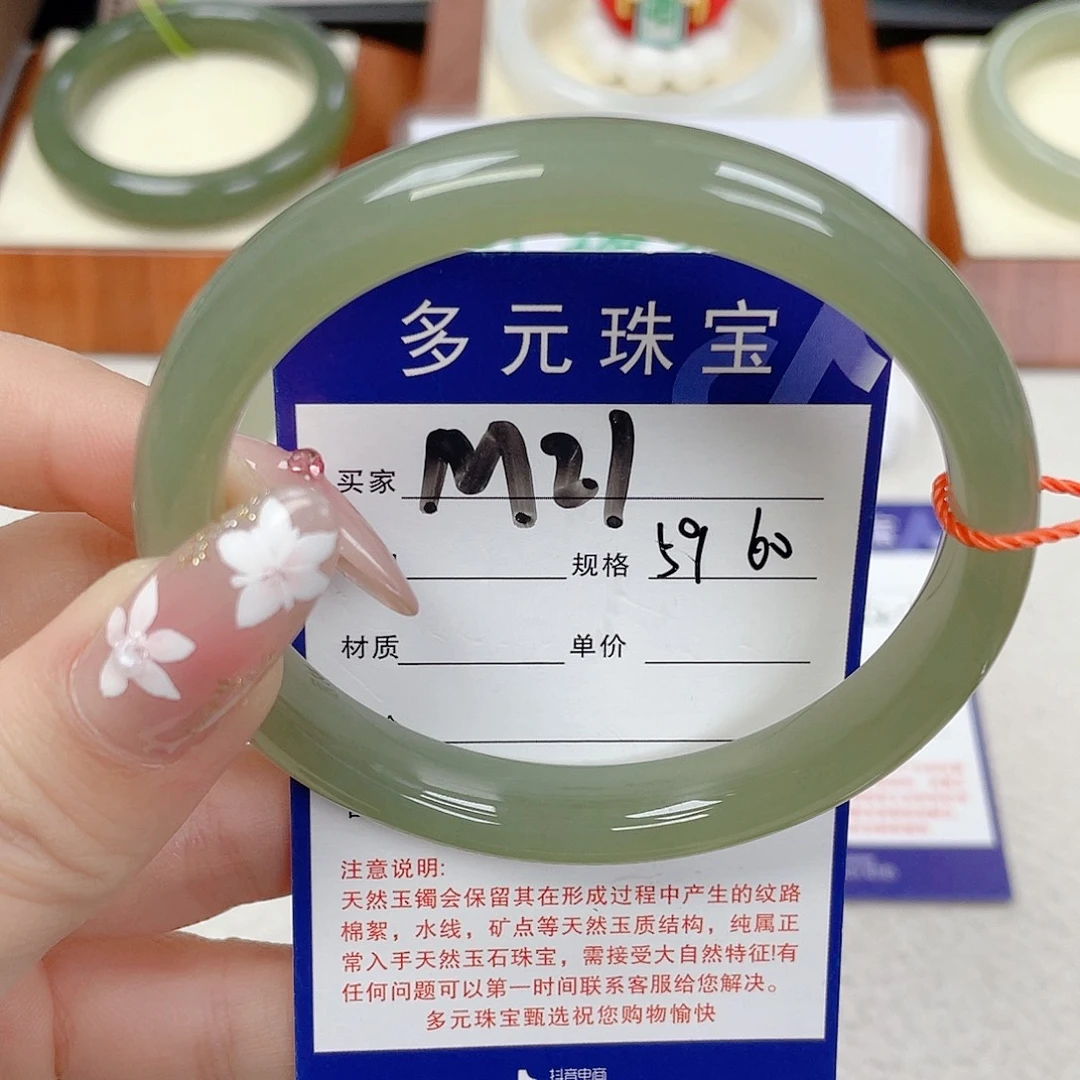 多元珠宝
买家 M21
规格 59 60
材质 单价
注意说明:
天然玉镯会保留其在形成过程中产生的纹路
棉絮，水线，矿点等天然玉质结构，纯属正
常入手天然玉石珠宝，需接受大自然特征!有
任何问题可以第一时间联系客服给您解决。
多元珠宝甄选祝您购物愉快
抖音电商